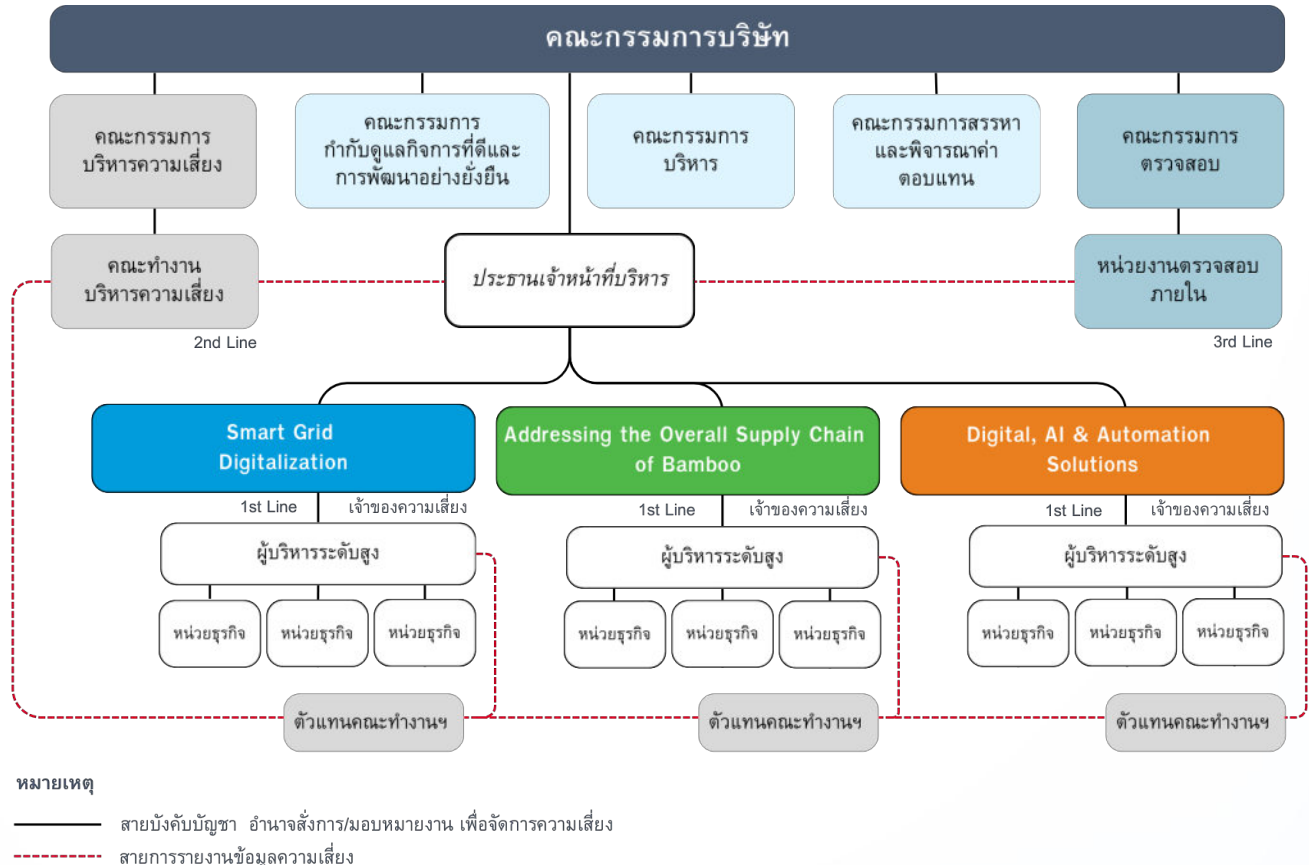 คณะกรรมการบริษัท
คณะกรรมการ
บริหารความเสี่ยง
คณะกรรมการ
กำกับดูแลกิจการที่ดีและ
การพัฒนาอย่างยั่งยืน
คณะกรรมการ
บริหาร
คณะกรรมการสรรหา
และพิจารณาค่า
ตอบแทน
คณะกรรมการ
ตรวจสอบ
คณะทำงาน
บริหารความเสี่ยง
2nd Line
ประธานเจ้าหน้าที่บริหาร
หน่วยงานตรวจสอบ
ภายใน
3rd Line
Smart Grid
Digitalization
Addressing the Overall Supply Chain
of Bamboo
Digital, AI & Automation
Solutions
1st Line เจ้าของความเสี่ยง
1st Line เจ้าของความเสี่ยง
1st Line เจ้าของความเสี่ยง
ผู้บริหารระดับสูง
ผู้บริหารระดับสูง
ผู้บริหารระดับสูง
หน่วยธุรกิจ
หน่วยธุรกิจ
หน่วยธุรกิจ
หน่วยธุรกิจ
หน่วยธุรกิจ
หน่วยธุรกิจ
หน่วยธุรกิจ
หน่วยธุรกิจ
หน่วยธุรกิจ
ตัวแทนคณะทำงานฯ
ตัวแทนคณะทำงานฯ
ตัวแทนคณะทำงานฯ
หมายเหตุ
สายบังคับบัญชา อำนาจสั่งการ/มอบหมายงาน เพื่อจัดการความเสี่ยง
สายการรายงานข้อมูลความเสี่ยง